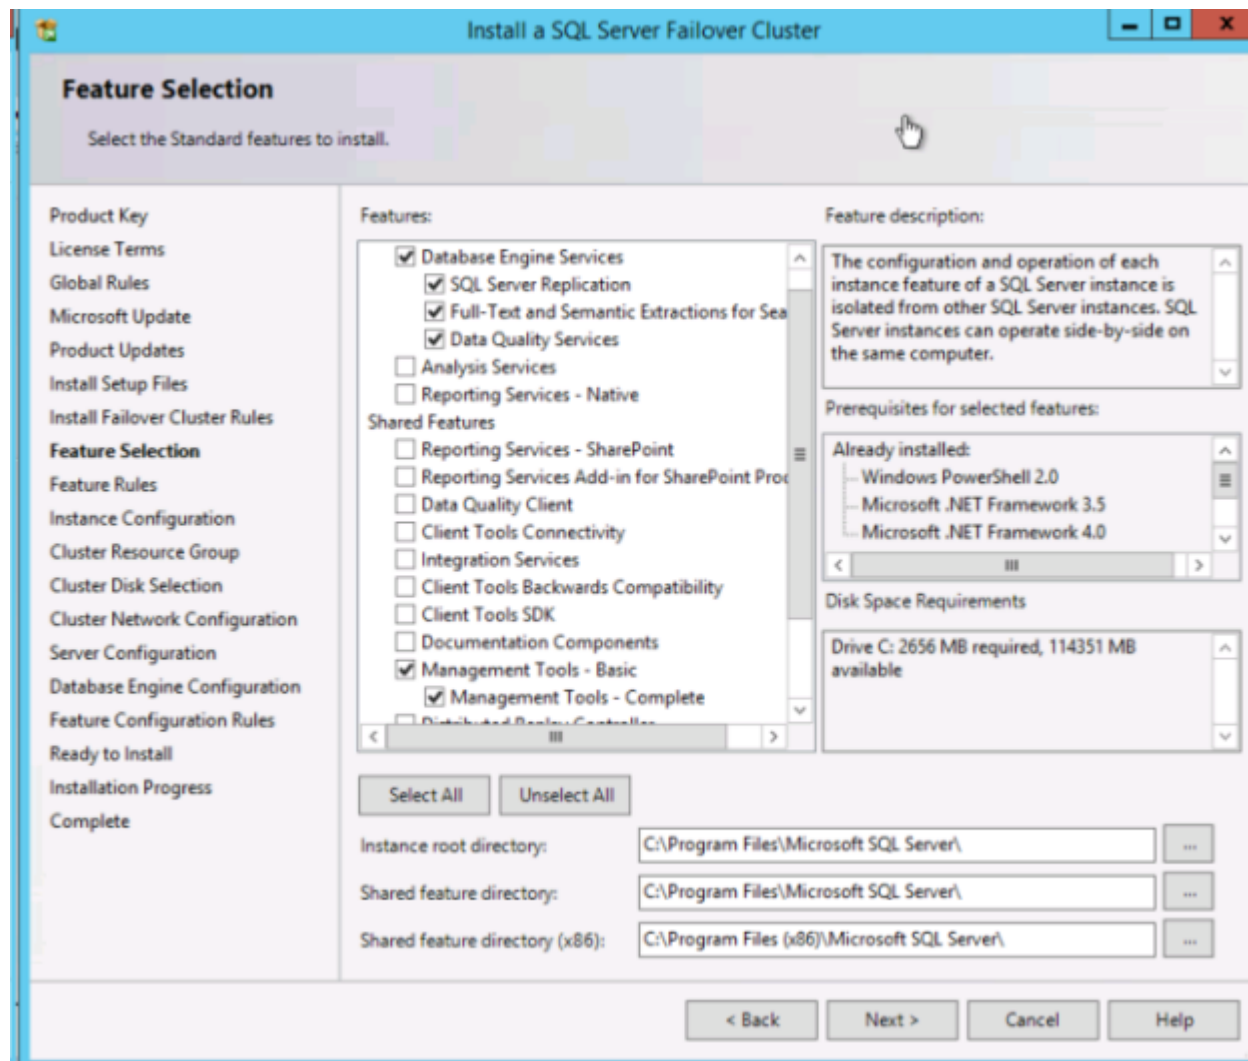 Install a SQL Server Failover Cluster
Feature Selection
Select the Standard features to install.
Product Key
License Terms
Global Rules
Microsoft Update
Product Updates
Install Setup Files
Install Failover Cluster Rules
Feature Selection
Feature Rules
Instance Configuration
Cluster Resource Group
Cluster Disk Selection
Cluster Network Configuration
Server Configuration
Database Engine Configuration
Feature Configuration Rules
Ready to Install
Installation Progress
Complete
Features:
Database Engine Services
SQL Server Replication
Full-Text and Semantic Extractions for Sea
Data Quality Services
Analysis Services
Reporting Services - Native
Shared Features
Reporting Services - SharePoint
Reporting Services Add-in for SharePoint Proc
Data Quality Client
Client Tools Connectivity
Integration Services
Client Tools Backwards Compatibility
Client Tools SDK
Documentation Components
Management Tools - Basic
Management Tools - Complete
Distributed Replay Controller
Feature description:
The configuration and operation of each
instance feature of a SQL Server instance is
isolated from other SQL Server instances. SQL
Server instances can operate side-by-side on
the same computer.
Prerequisites for selected features:
Already installed:
Windows PowerShell 2.0
Microsoft .NET Framework 3.5
Microsoft .NET Framework 4.0
Disk Space Requirements
Drive C: 2656 MB required, 114351 MB
available
Select All
Unselect All
Instance root directory: C:\Program Files\Microsoft SQL Server\ ...
Shared feature directory: C:\Program Files\Microsoft SQL Server\ ...
Shared feature directory (x86): C:\Program Files (x86)\Microsoft SQL Server\ ...
< Back
Next >
Cancel
Help